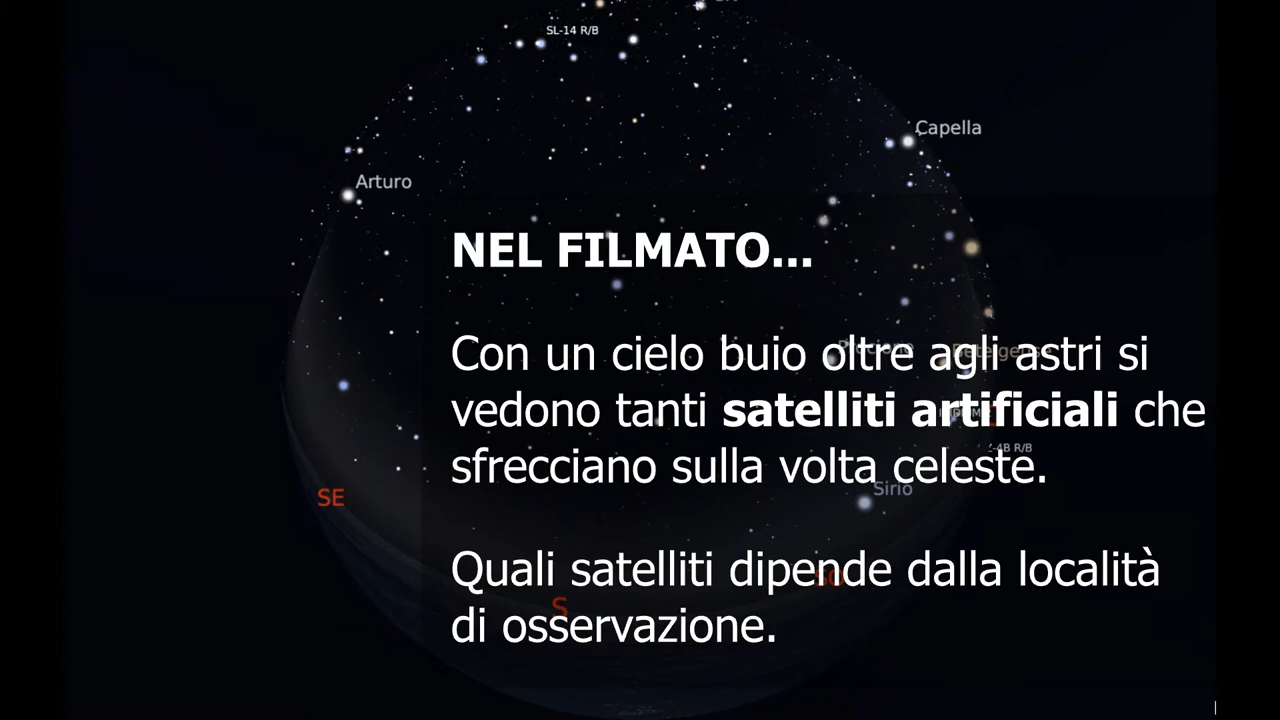 SL-14 R/B
Capella
Arturo
NEL FILMATO...
Con un cielo buio oltre agli astri si
vedono tanti satelliti artificiali che
sfrecciano sulla volta celeste.
Sirio
SE
Quali satelliti dipende dalla località
S
di osservazione.